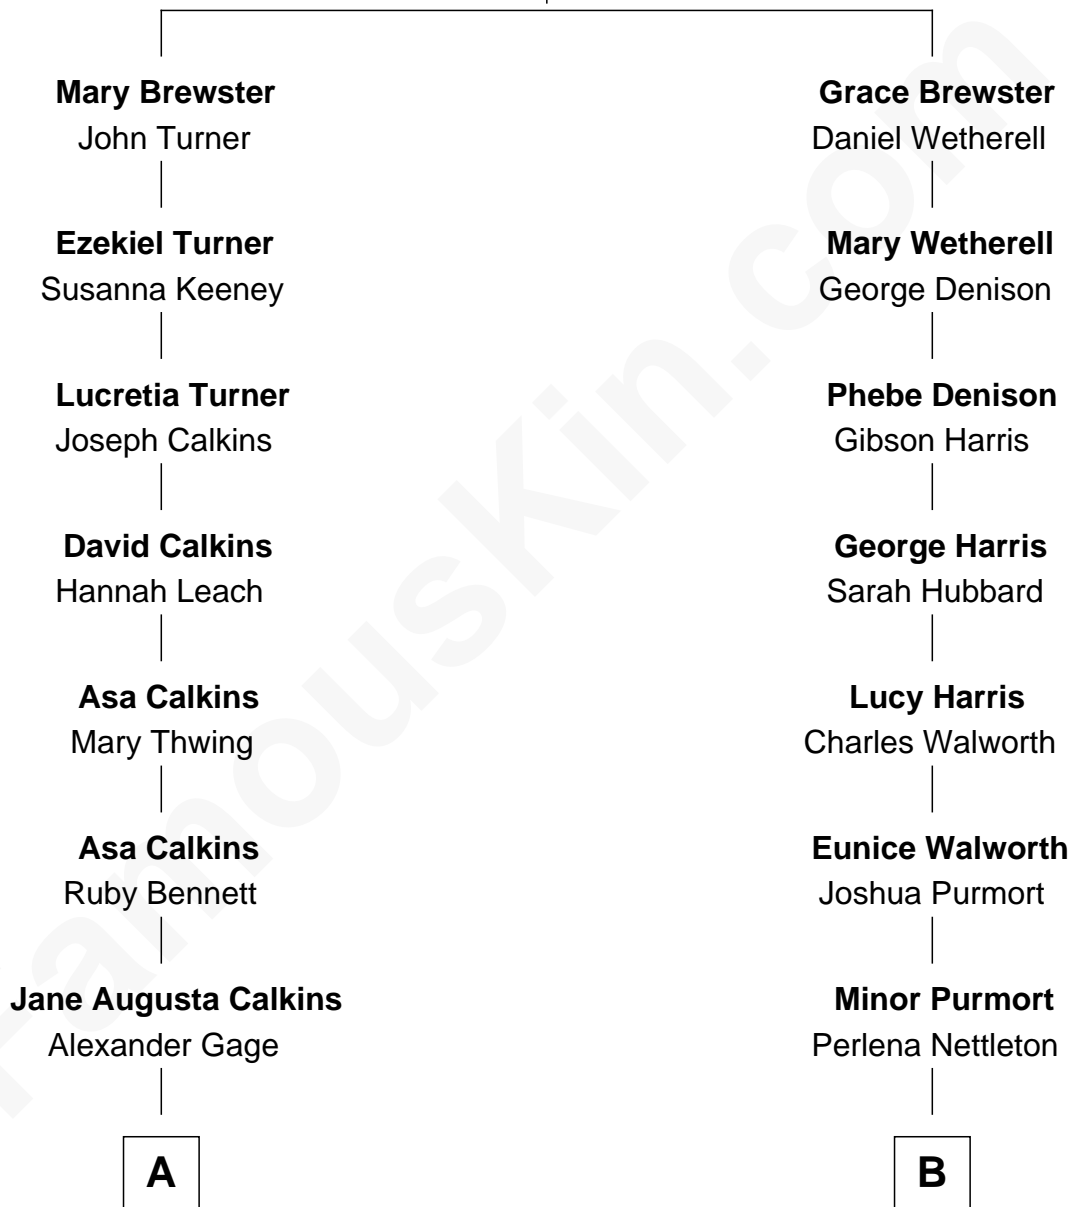 Mary Brewster
John Turner
Ezekiel Turner
Susanna Keeney
Lucretia Turner
Joseph Calkins
David Calkins
Hannah Leach
Asa Calkins
Mary Thwing
Asa Calkins
Ruby Bennett
Jane Augusta Calkins
Alexander Gage
A
Grace Brewster
Daniel Wetherell
Mary Wetherell
George Denison
Phebe Denison
Gibson Harris
George Harris
Sarah Hubbard
Lucy Harris
Charles Walworth
Eunice Walworth
Joshua Purmort
Minor Purmort
Perlena Nettleton
B
FamousKin.com